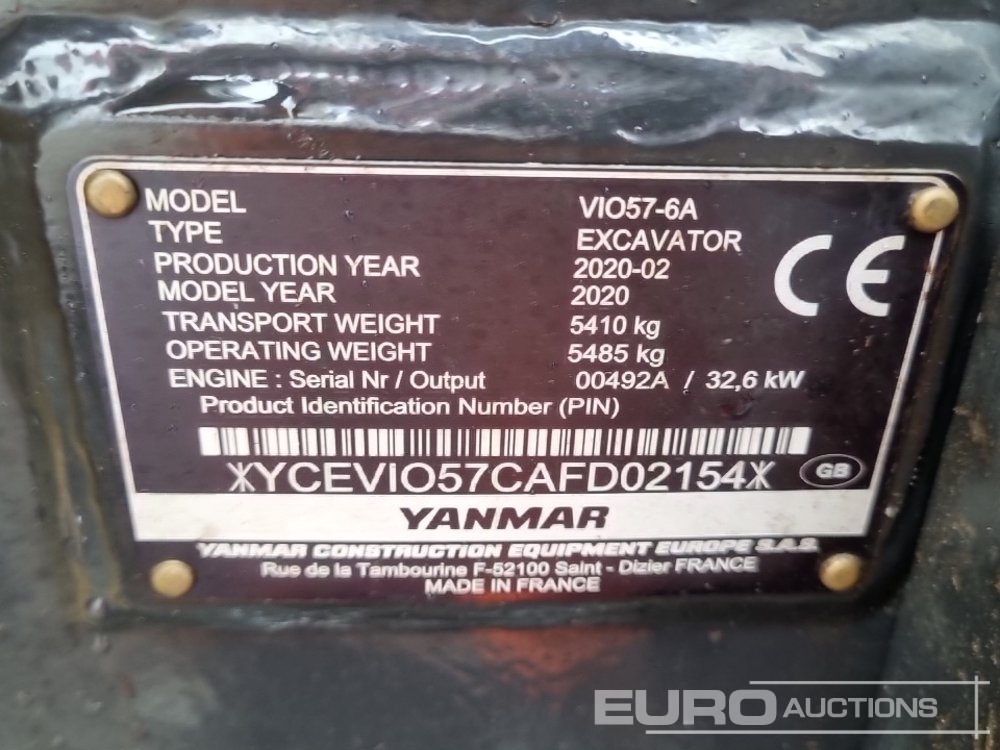 MODEL VIO57-6A
TYPE EXCAVATOR
PRODUCTION YEAR 2020-02
MODEL YEAR 2020
TRANSPORT WEIGHT 5410 kg
OPERATING WEIGHT 5485 kg
ENGINE : Serial Nr / Output 00492A / 32,6 kW
Product Identification Number (PIN)
YCEVIO57CAFD02154
GB
YANMAR
YANMAR CONSTRUCTION EQUIPMENT EUROPE S.A.S.
Rue de la Tambourine F-52100 Saint - Dizier FRANCE
MADE IN FRANCE
CE
EURO AUCTIONS